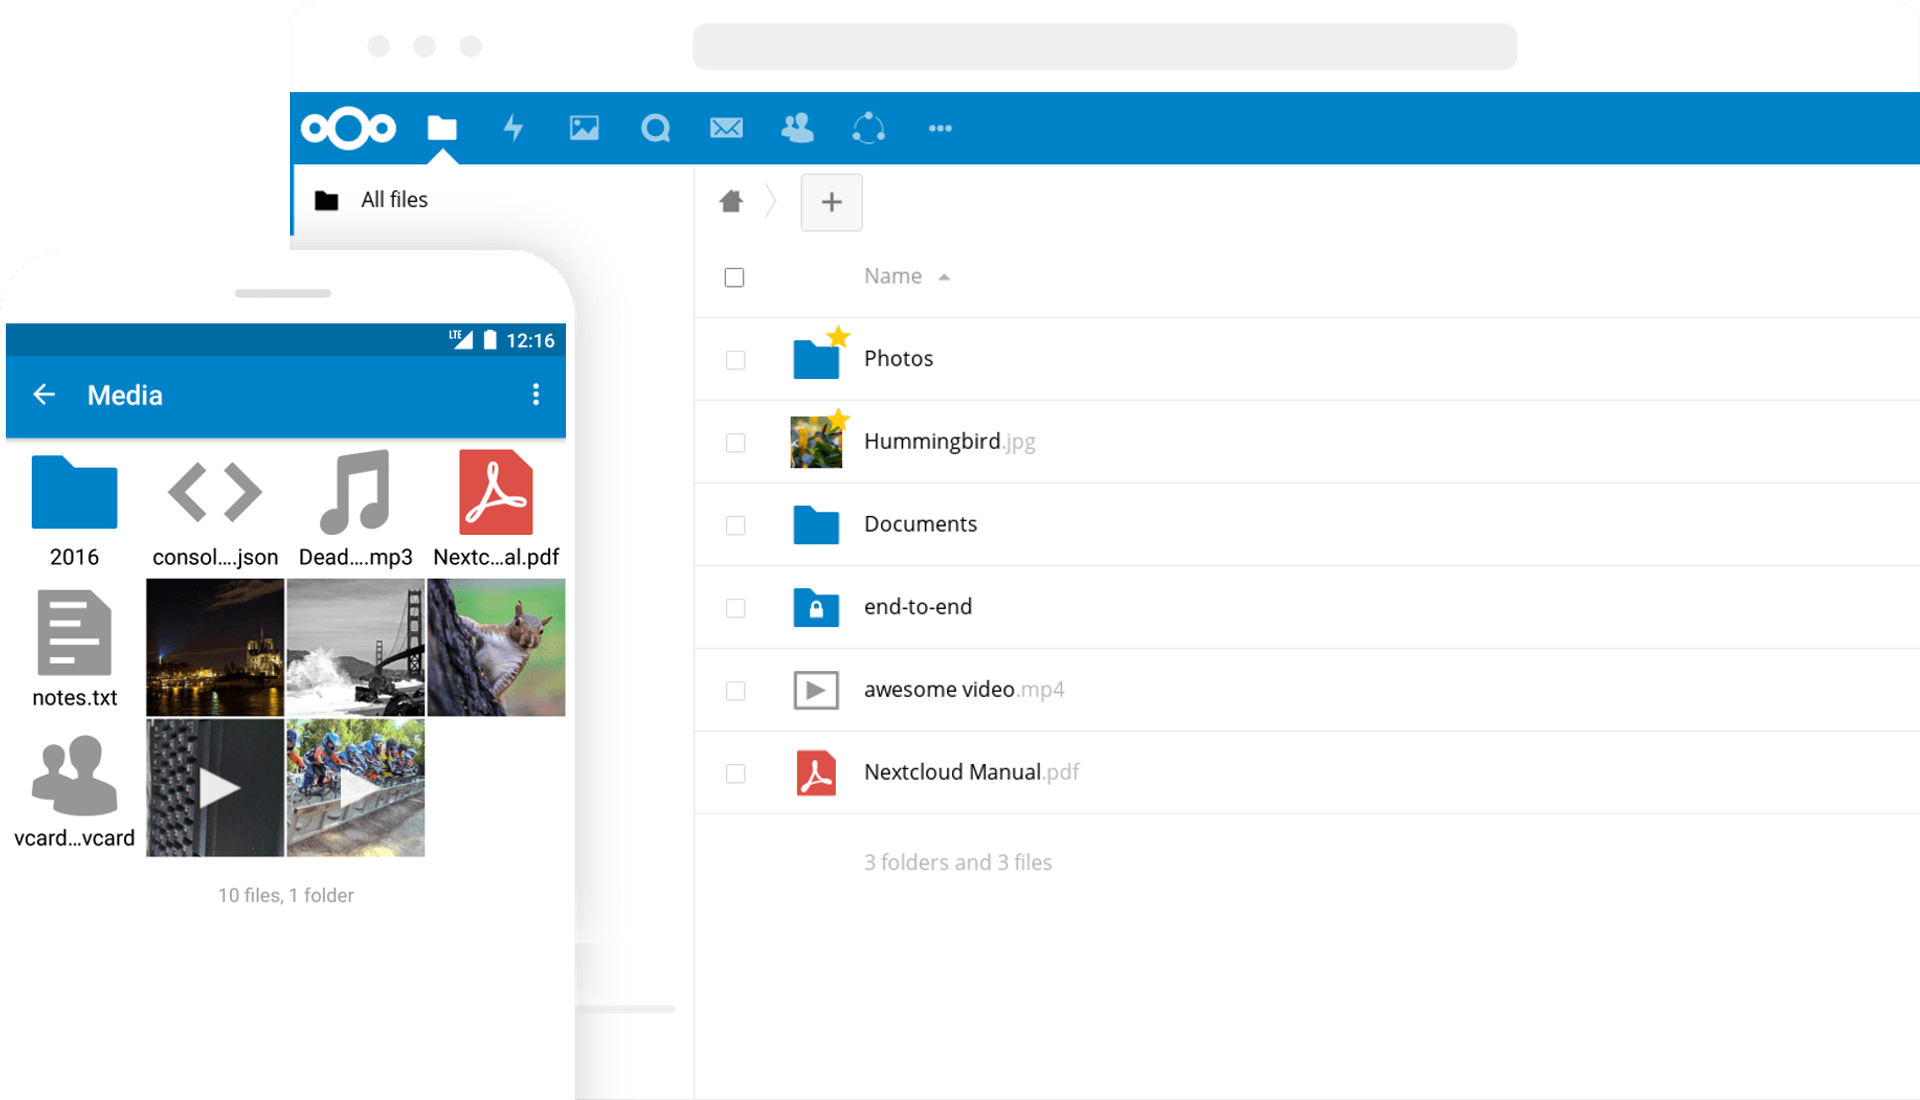 All files
Name
Photos
Hummingbird.jpg
Documents
end-to-end
awesome video.mp4
Nextcloud Manual.pdf
3 folders and 3 files
LTE 12:16
Media
2016 consol....json Dead....mp3 Nextc...al.pdf
notes.txt
vcard...vcard
10 files, 1 folder